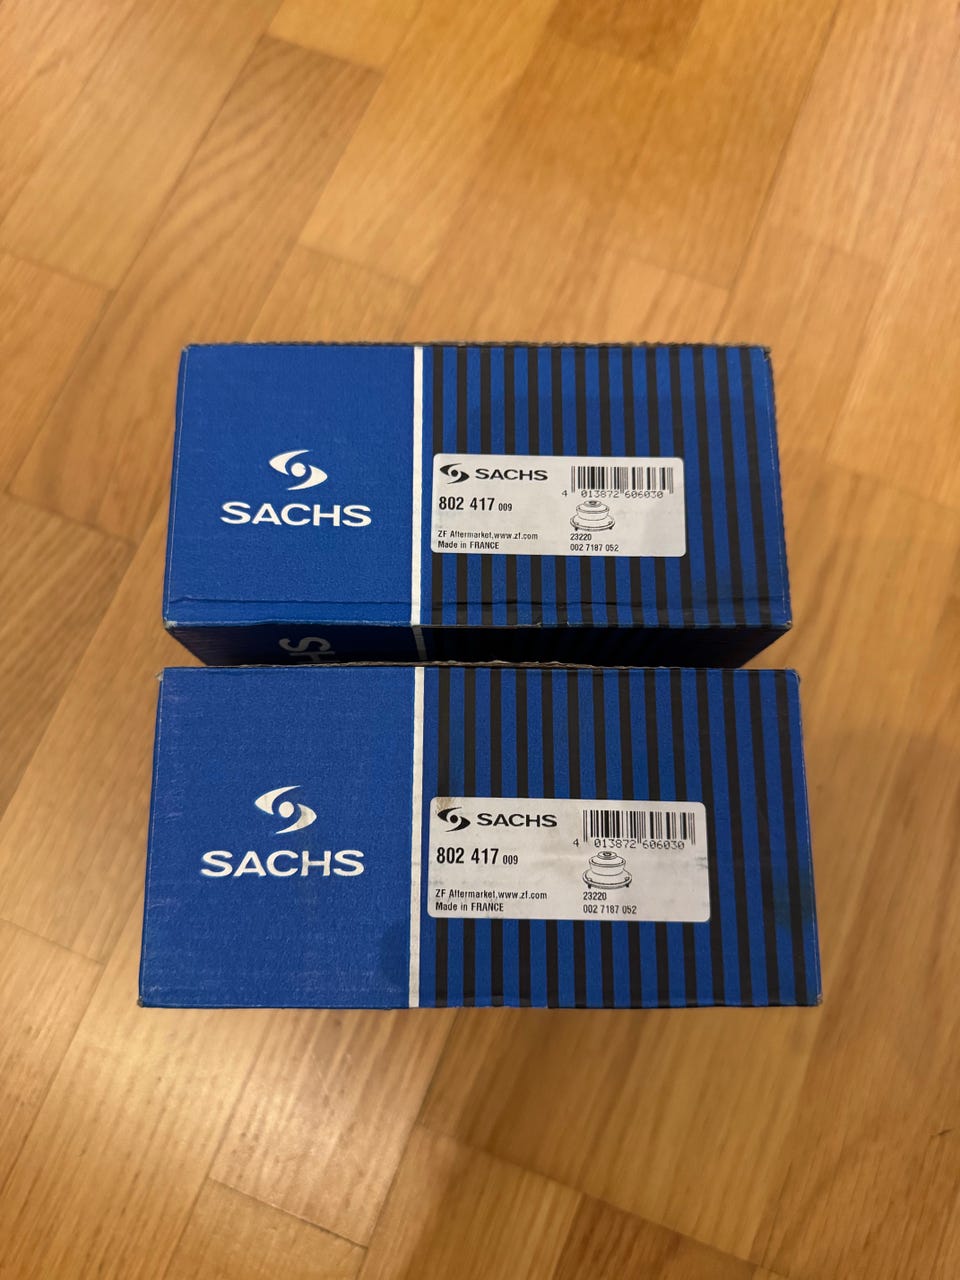 SACHS
SACHS
4 013872 606030
802 417 009
ZF Aftermarket,www.zf.com
Made in FRANCE
23220
002 7187 052
SH
SACHS
SACHS
4 013872 606030
802 417 009
ZF Aftermarket,www.zf.com
Made in FRANCE
23220
002 7187 052